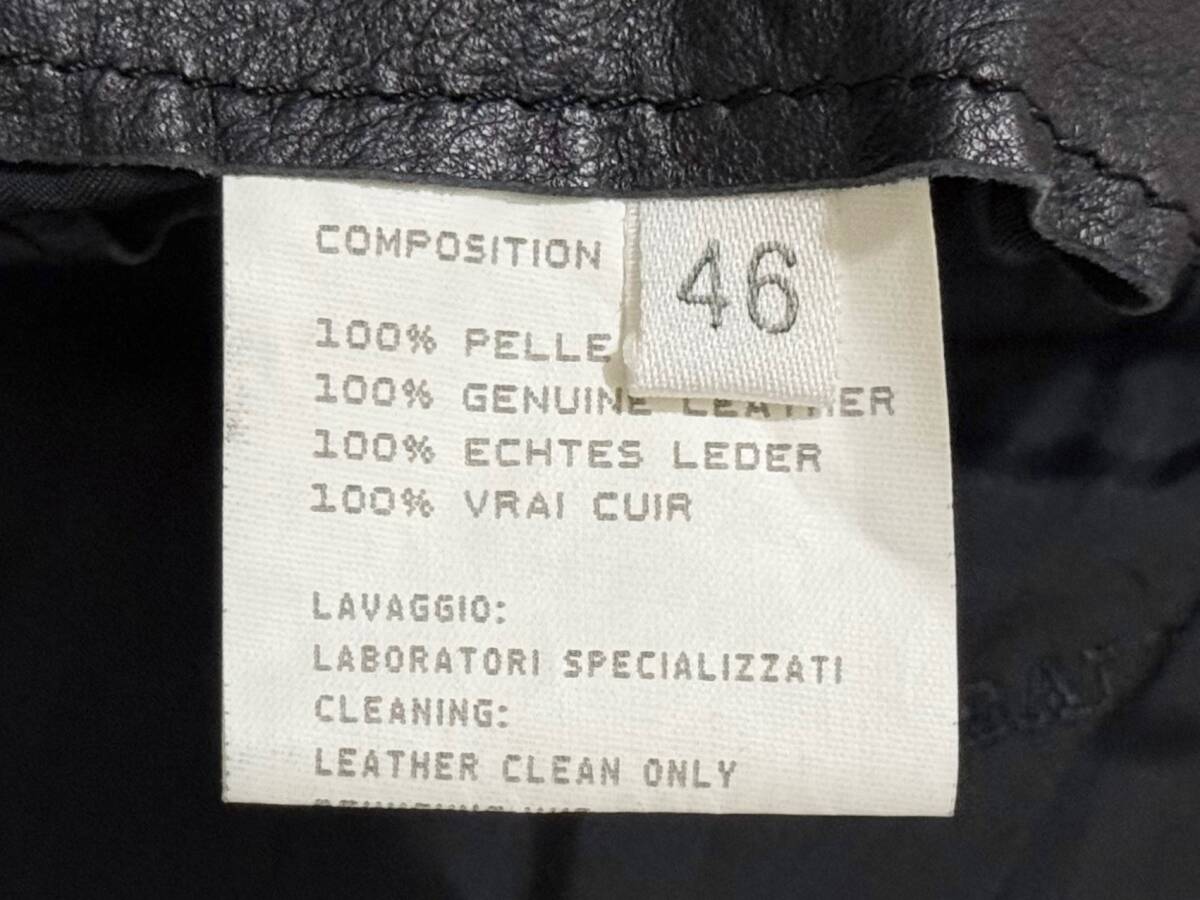 COMPOSITION
46
100% PELLE
100% GENUINE LEATHER
100% ECHTES LEDER
100% VRAI CUIR
LAVAGGIO:
LABORATORI SPECIALIZZATI
CLEANING:
LEATHER CLEAN ONLY